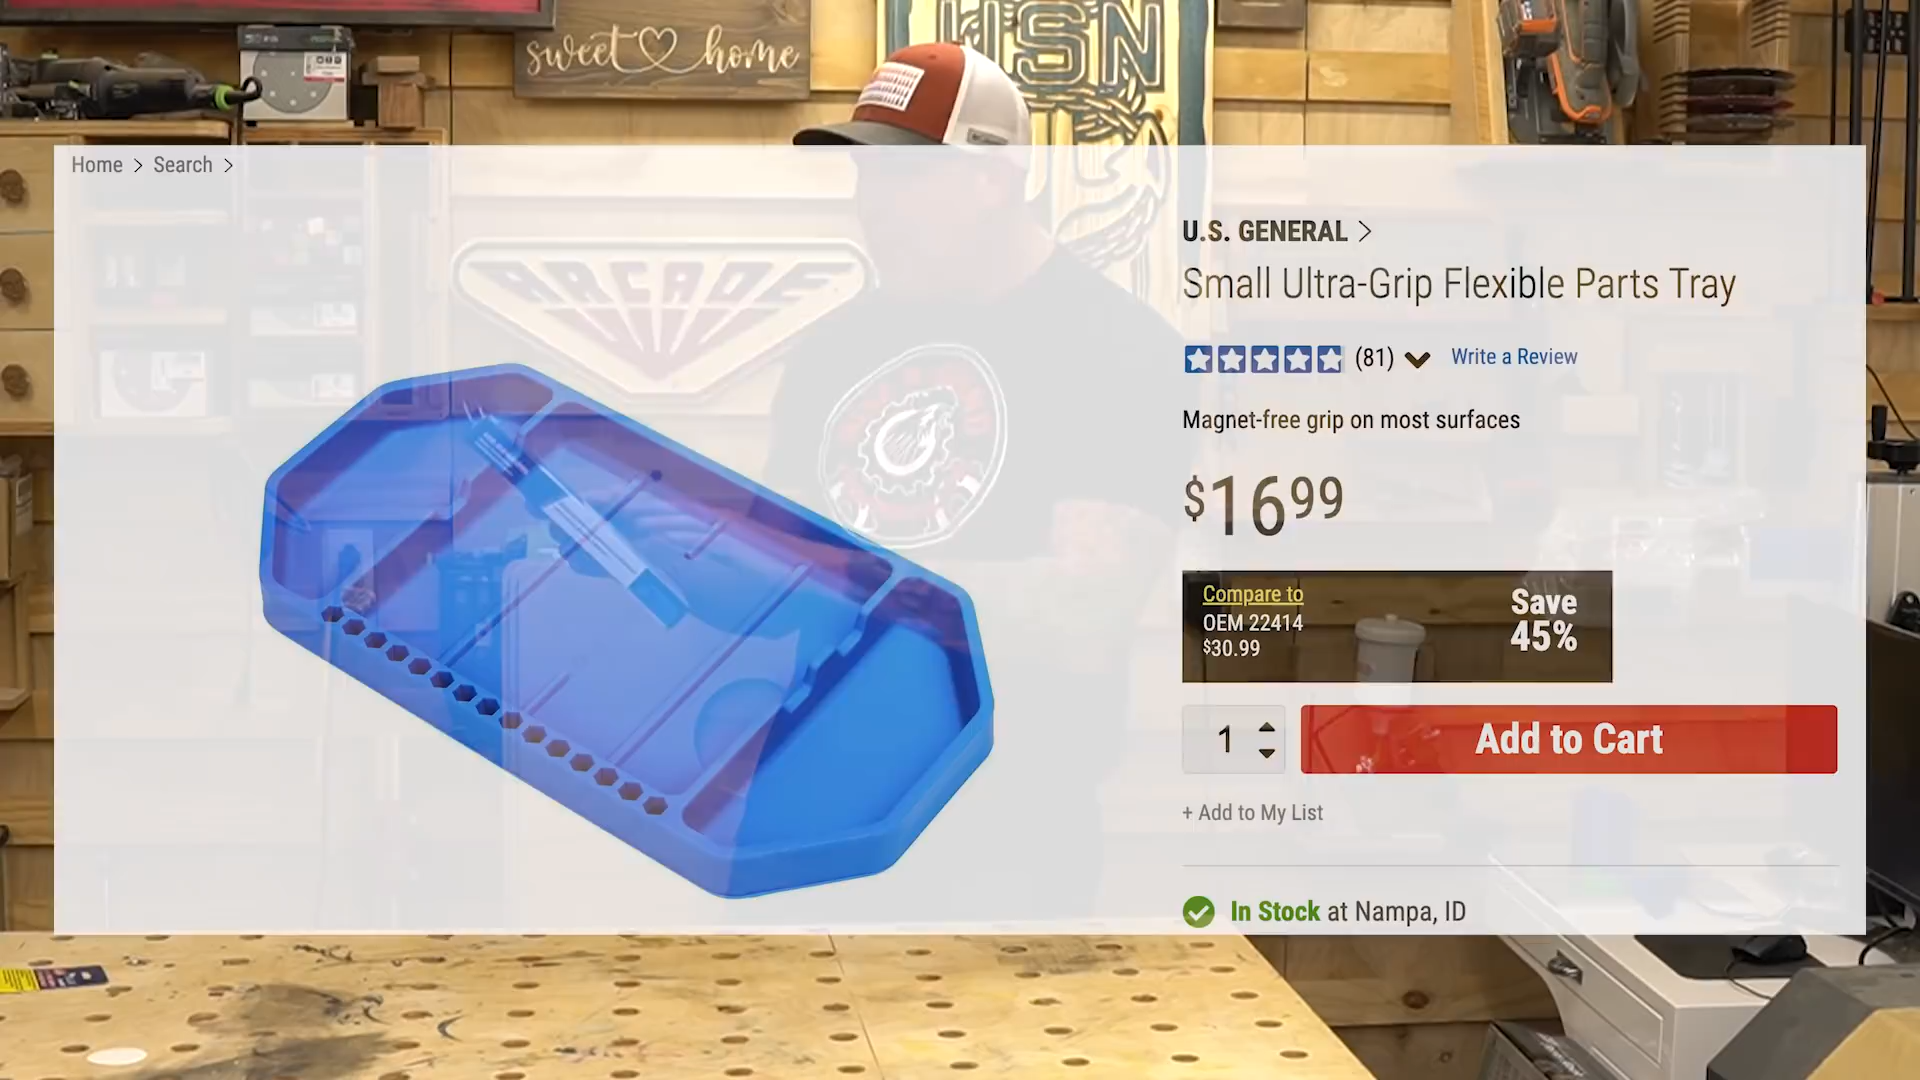 sweet home
USN
Home > Search >
ARCADE
U.S. GENERAL >
Small Ultra-Grip Flexible Parts Tray
(81) Write a Review
Magnet-free grip on most surfaces
$16.99
Compare to
OEM 22414
$30.99
Save
45%
1
Add to Cart
+ Add to My List
In Stock at Nampa, ID